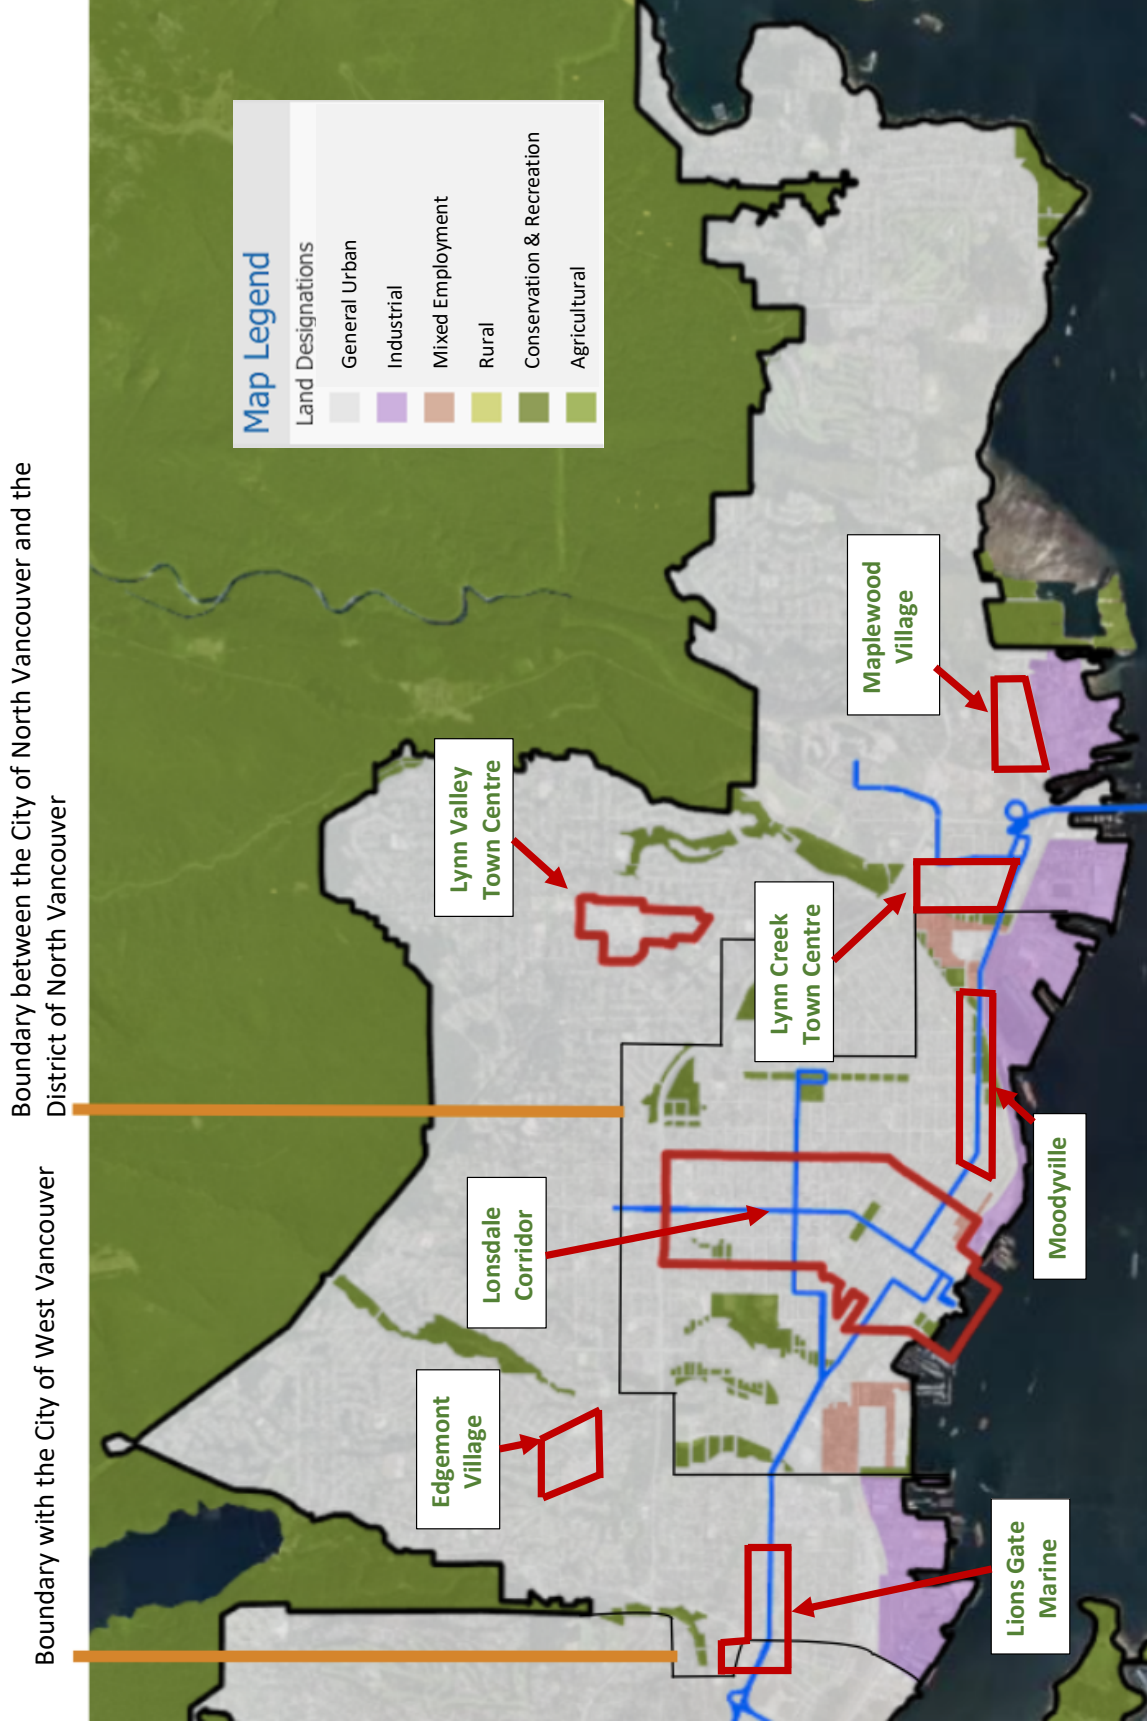 Boundary with the City of West Vancouver
Boundary between the City of North Vancouver and the
District of North Vancouver
Map Legend
Land Designations
General Urban
Industrial
Mixed Employment
Rural
Conservation & Recreation
Agricultural
Edgemont
Village
Lonsdale
Corridor
Lynn Valley
Town Centre
Lynn Creek
Town Centre
Maplewood
Village
Lions Gate
Marine
Moodyville